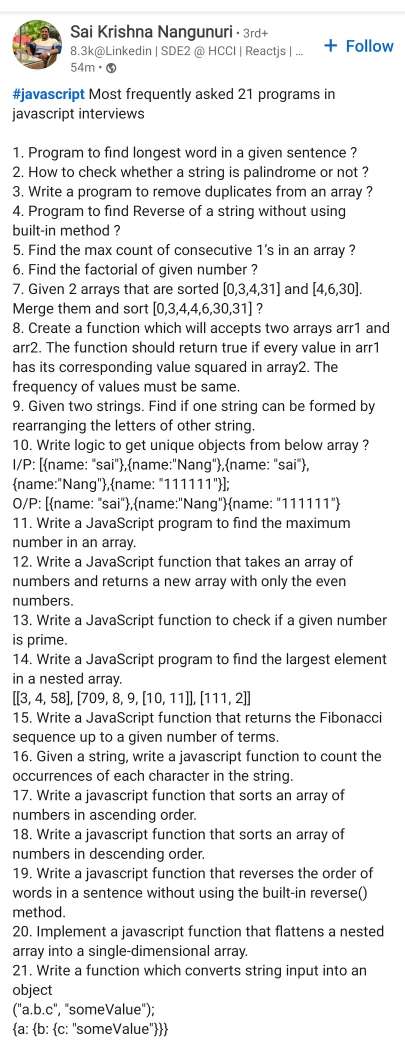 Sai Krishna Nangunuri • 3rd+
8.3k@Linkedin | SDE2 @ HCCI | Reactjs | ...
54m •
+ Follow
#javascript Most frequently asked 21 programs in
javascript interviews
1. Program to find longest word in a given sentence ?
2. How to check whether a string is palindrome or not ?
3. Write a program to remove duplicates from an array ?
4. Program to find Reverse of a string without using
built-in method ?
5. Find the max count of consecutive 1's in an array ?
6. Find the factorial of given number ?
7. Given 2 arrays that are sorted [0,3,4,31] and [4,6,30].
Merge them and sort [0,3,4,4,6,30,31] ?
8. Create a function which will accepts two arrays arr1 and
arr2. The function should return true if every value in arr1
has its corresponding value squared in array2. The
frequency of values must be same.
9. Given two strings. Find if one string can be formed by
rearranging the letters of other string.
10. Write logic to get unique objects from below array ?
I/P: [{name: "sai"},{name:"Nang"},{name: "sai"},
{name:"Nang"},{name: "111111"}];
O/P: [{name: "sai"},{name:"Nang"}{name: "111111"}
11. Write a JavaScript program to find the maximum
number in an array.
12. Write a JavaScript function that takes an array of
numbers and returns a new array with only the even
numbers.
13. Write a JavaScript function to check if a given number
is prime.
14. Write a JavaScript program to find the largest element
in a nested array.
[[3, 4, 58], [709, 8, 9, [10, 11]], [111, 2]]
15. Write a JavaScript function that returns the Fibonacci
sequence up to a given number of terms.
16. Given a string, write a javascript function to count the
occurrences of each character in the string.
17. Write a javascript function that sorts an array of
numbers in ascending order.
18. Write a javascript function that sorts an array of
numbers in descending order.
19. Write a javascript function that reverses the order of
words in a sentence without using the built-in reverse()
method.
20. Implement a javascript function that flattens a nested
array into a single-dimensional array.
21. Write a function which converts string input into an
object
("a.b.c", "someValue");
{a: {b: {c: "someValue"}}}